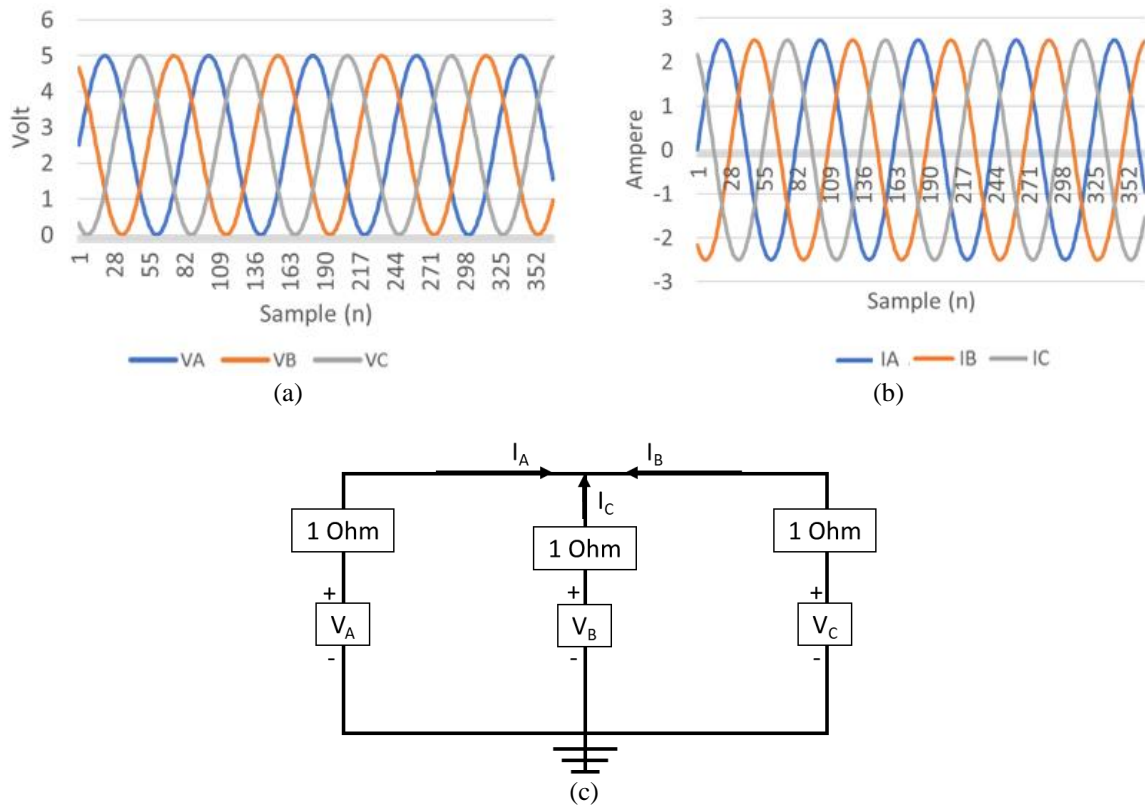 6
5
4
3
2
1
0
Volt
1 28 55 82 109 136 163 190 217 244 271 298 325 352
Sample (n)
VA VB VC
(a)
3
2
1
0
-1
-2
-3
Ampere
1 28 55 82 109 136 163 190 217 244 271 298 325 352
Sample (n)
IA IB IC
(b)
IA IB
IC
1 Ohm 1 Ohm 1 Ohm
+ + +
VA VB VC
- - -
(c)